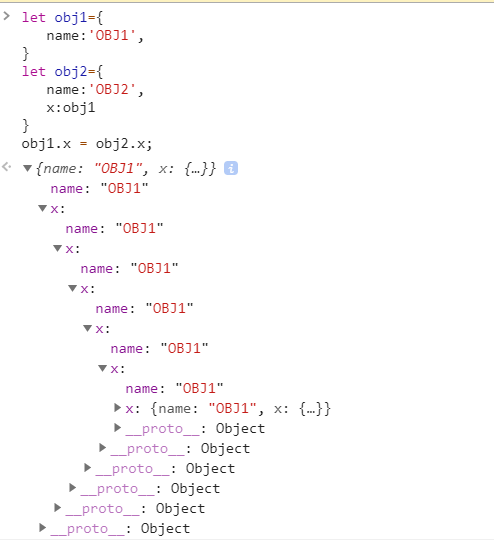 let obj1={
name:'OBJ1',
}
let obj2={
name:'OBJ2',
x:obj1
}
obj1.x = obj2.x;
{name: "OBJ1", x: {…}} i
name: "OBJ1"
x:
name: "OBJ1"
x:
name: "OBJ1"
x:
name: "OBJ1"
x:
name: "OBJ1"
x:
name: "OBJ1"
x: {name: "OBJ1", x: {…}}
__proto__: Object
__proto__: Object
__proto__: Object
__proto__: Object
__proto__: Object
__proto__: Object